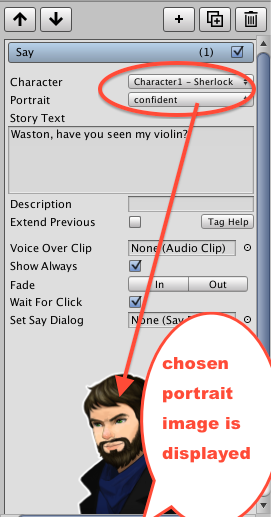 Say (1)
Character Character1 - Sherlock
Portrait confident
Story Text
Waston, have you seen my violin?
Description
Extend Previous Tag Help
Voice Over Clip None (Audio Clip)
Show Always
Fade In Out
Wait For Click
Set Say Dialog None (Say
chosen
portrait
image is
displayed